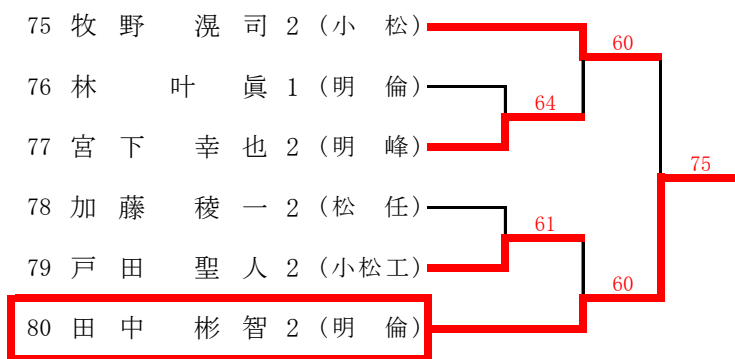 75 牧野 滉司 2 (小 松)
60
76 林 叶眞 1 (明 倫)
64
77 宮下 幸也 2 (明 峰)
75
78 加藤 稜一 2 (松 任)
61
79 戸田 聖人 2 (小松工)
60
80 田中 彬智 2 (明 倫)